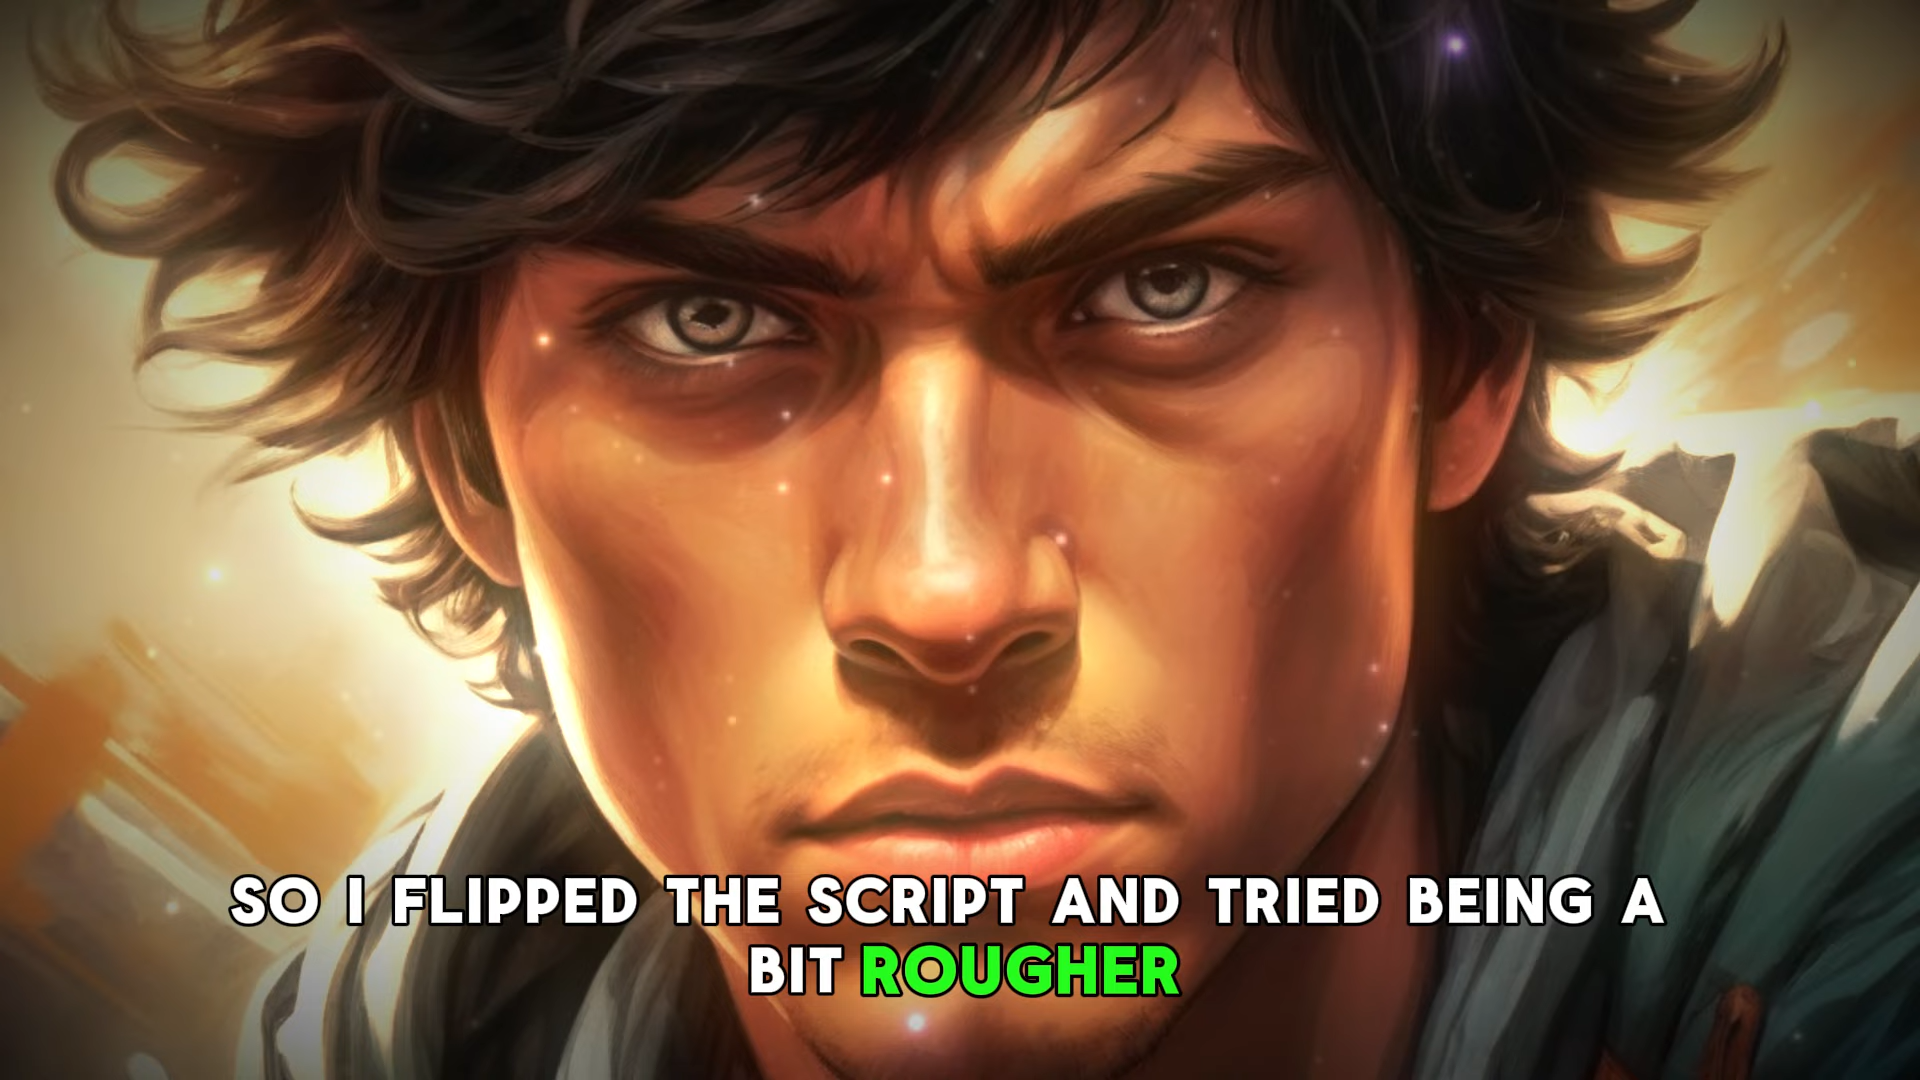 SO I FLIPPED THE SCRIPT AND TRIED BEING A
BIT ROUGHER